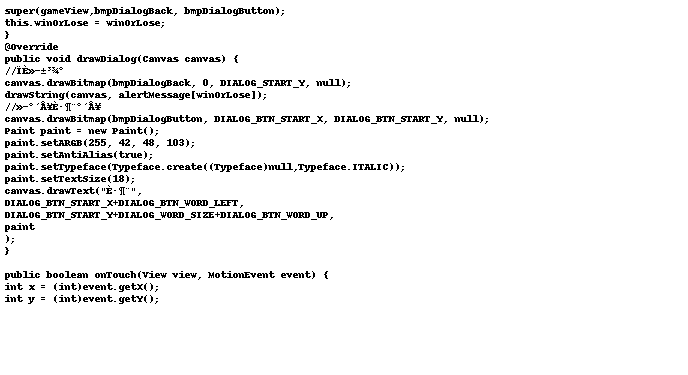 super(gameView,bmpDialogBack, bmpDialogButton);
this.winOrLose = winOrLose;
}
@Override
public void drawDialog(Canvas canvas) {
//ÏÈ»­±³¾°
canvas.drawBitmap(bmpDialogBack, 0, DIALOG_START_Y, null);
drawString(canvas, alertMessage[winOrLose]);
//»­°´Å¥È·¶¨°´Å¥
canvas.drawBitmap(bmpDialogButton, DIALOG_BTN_START_X, DIALOG_BTN_START_Y, null);
Paint paint = new Paint();
paint.setARGB(255, 42, 48, 103);
paint.setAntiAlias(true);
paint.setTypeface(Typeface.create((Typeface)null,Typeface.ITALIC));
paint.setTextSize(18);
canvas.drawText("È·¶¨",
DIALOG_BTN_START_X+DIALOG_BTN_WORD_LEFT,
DIALOG_BTN_START_Y+DIALOG_WORD_SIZE+DIALOG_BTN_WORD_UP,
paint
);
}
public boolean onTouch(View view, MotionEvent event) {
int x = (int)event.getX();
int y = (int)event.getY();